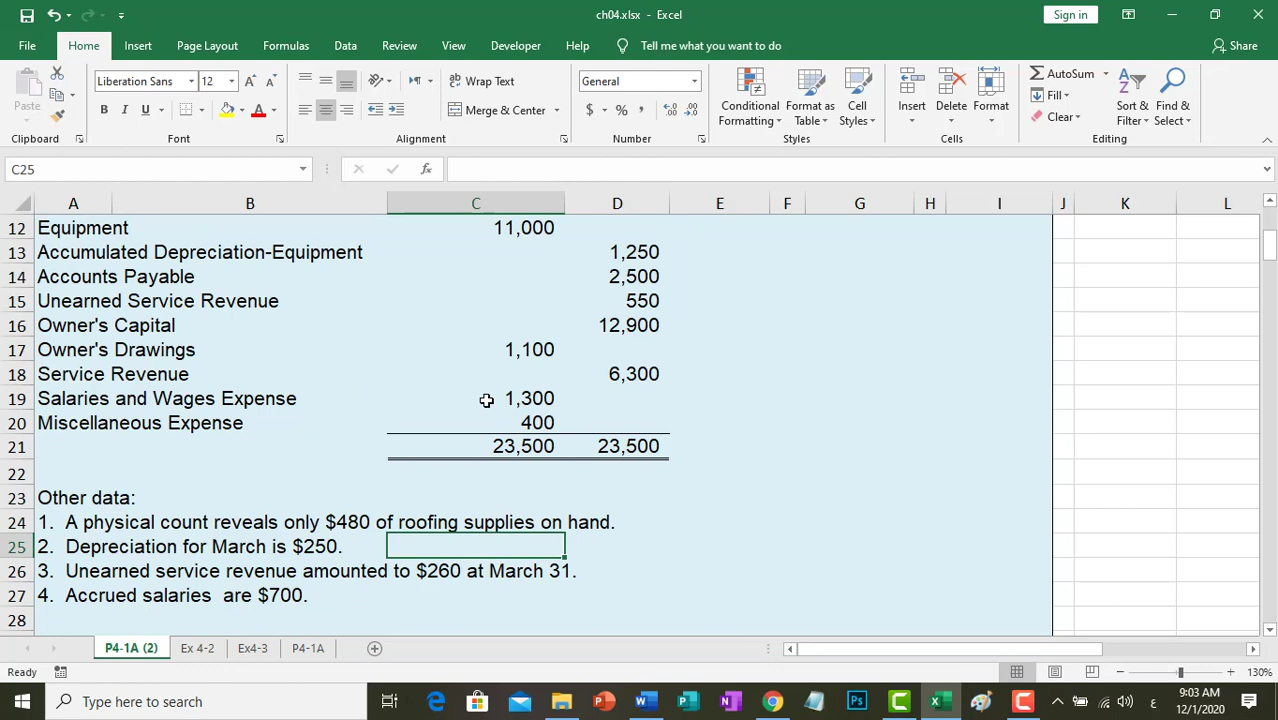 ch04.xlsx - Excel
Sign in
File Home Insert Page Layout Formulas Data Review View Developer Help Tell me what you want to do Share
Paste
Liberation Sans 12
B I U
Wrap Text
Merge & Center
General
$ % ,
Conditional Formatting
Format as Table
Cell Styles
Insert Delete Format
AutoSum
Fill
Clear
Sort & Filter
Find & Select
Clipboard Font Alignment Number Styles Cells Editing
C25 fx
A B C D E F G H I J K L
12 Equipment 11,000
13 Accumulated Depreciation-Equipment 1,250
14 Accounts Payable 2,500
15 Unearned Service Revenue 550
16 Owner's Capital 12,900
17 Owner's Drawings 1,100
18 Service Revenue 6,300
19 Salaries and Wages Expense 1,300
20 Miscellaneous Expense 400
21 23,500 23,500
22
23 Other data:
24 1. A physical count reveals only $480 of roofing supplies on hand.
25 2. Depreciation for March is $250.
26 3. Unearned service revenue amounted to $260 at March 31.
27 4. Accrued salaries are $700.
28
P4-1A (2) Ex 4-2 Ex4-3 P4-1A
Ready 130%
Type here to search
ع 9:03 AM
12/1/2020